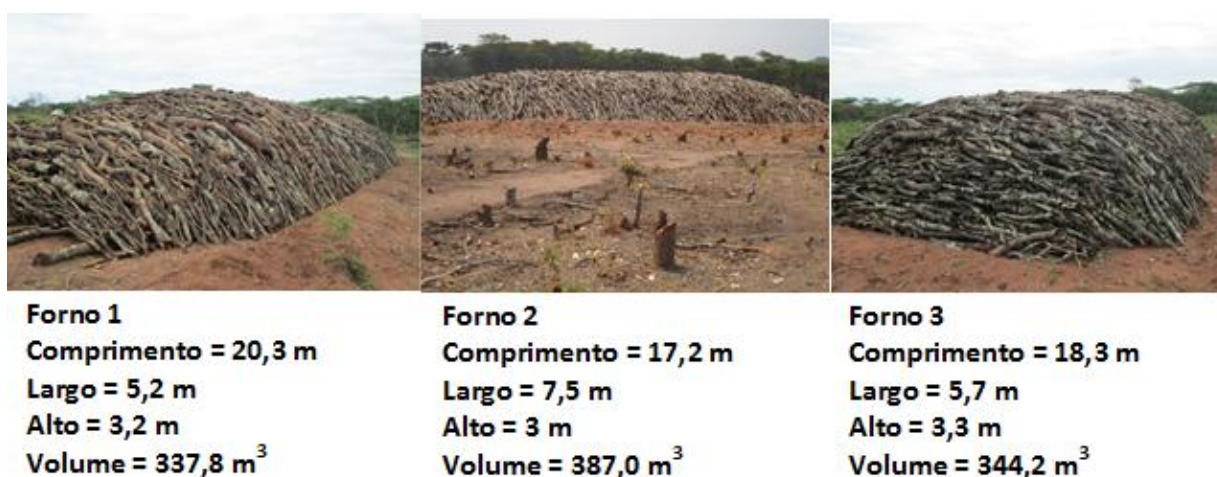 Forno 1
Comprimento = 20,3 m
Largo = 5,2 m
Alto = 3,2 m
Volume = 337,8 m³
Forno 2
Comprimento = 17,2 m
Largo = 7,5 m
Alto = 3 m
Volume = 387,0 m³
Forno 3
Comprimento = 18,3 m
Largo = 5,7 m
Alto = 3,3 m
Volume = 344,2 m³